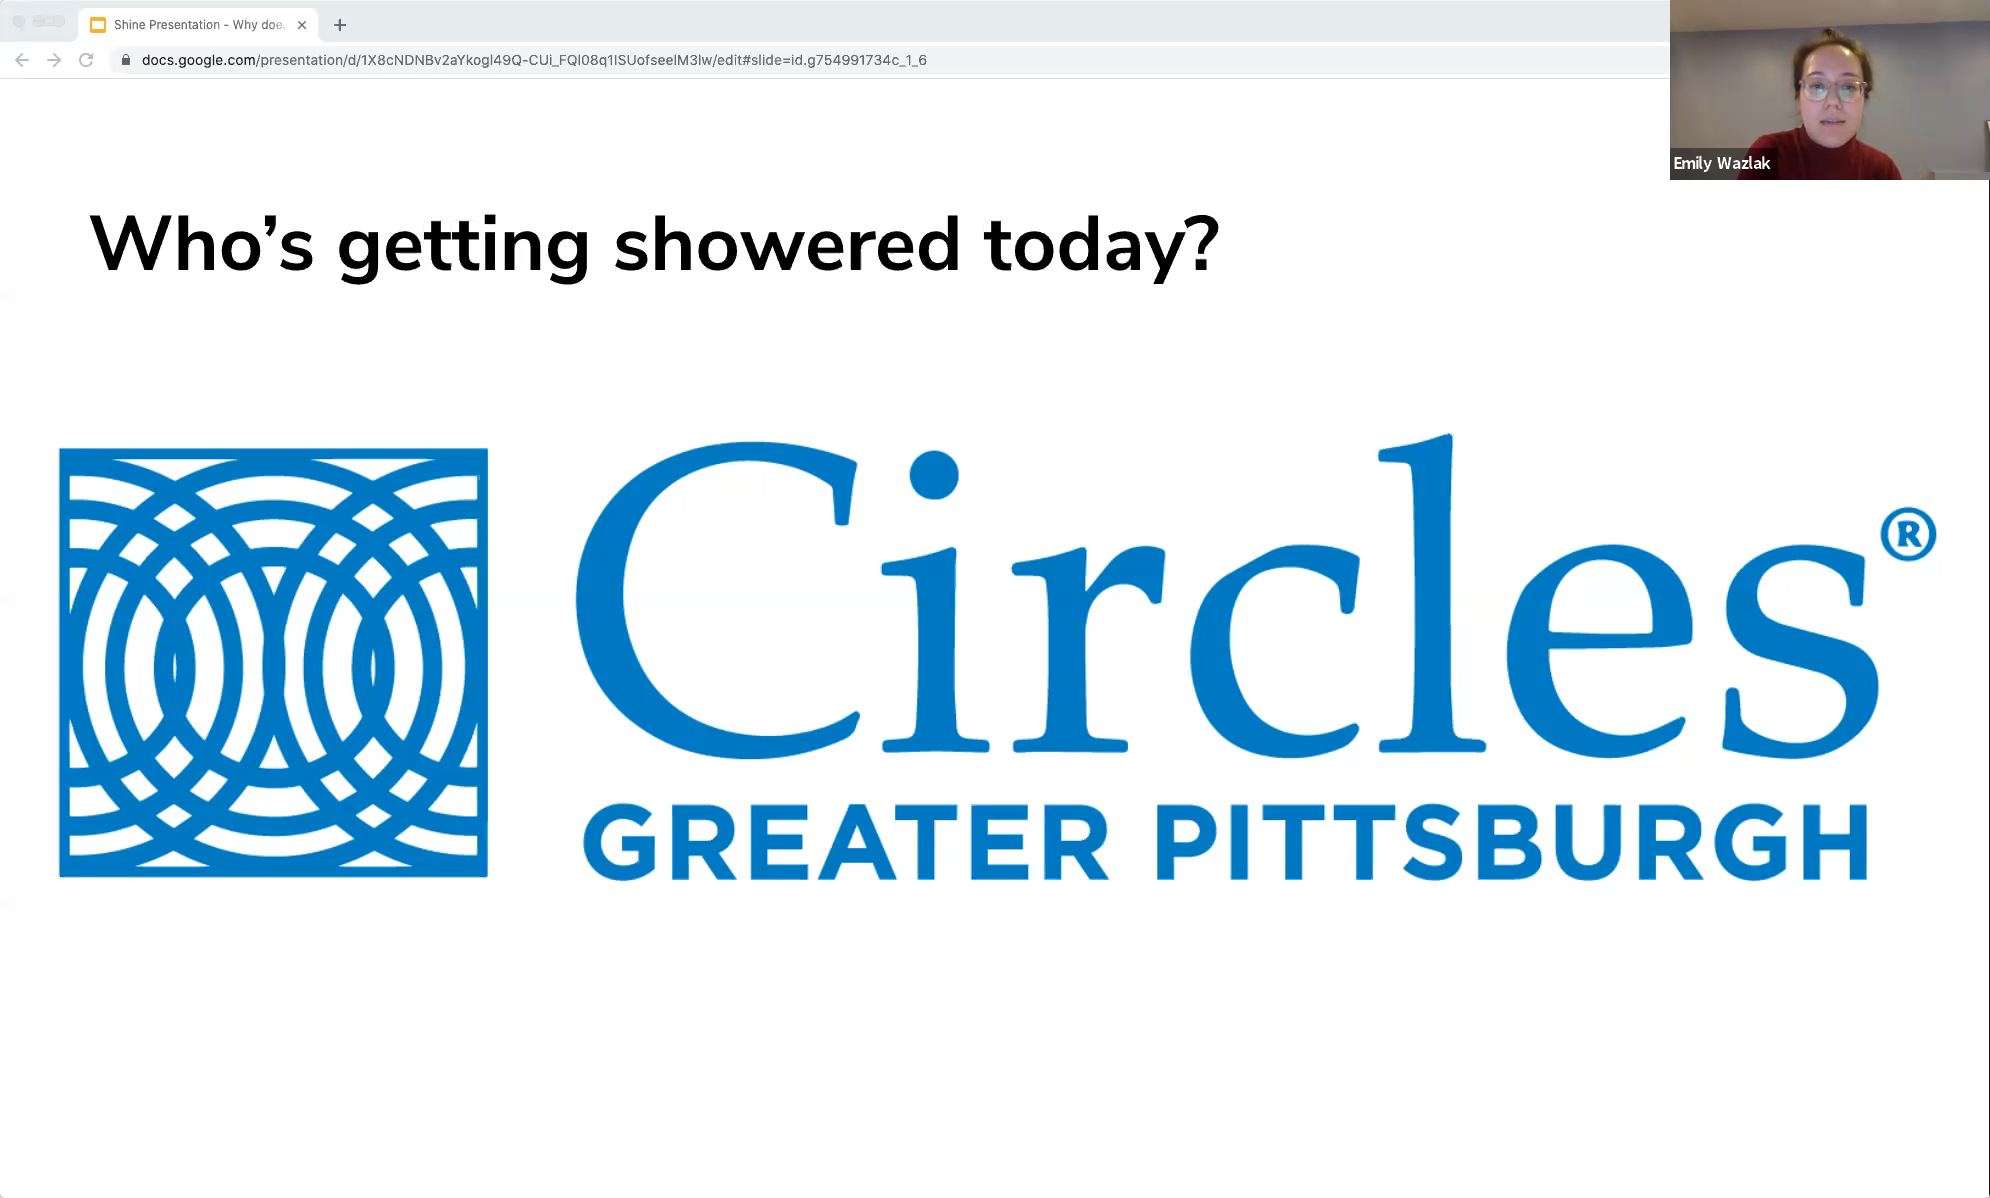 Shine Presentation - Why doe
docs.google.com/presentation/d/1X8cNDNBv2aYkogl49Q-CUi_FQl08q1lSUofseelM3lw/edit#slide=id.g754991734c_1_6
Emily Wazlak
Who’s getting showered today?
Circles®
GREATER PITTSBURGH